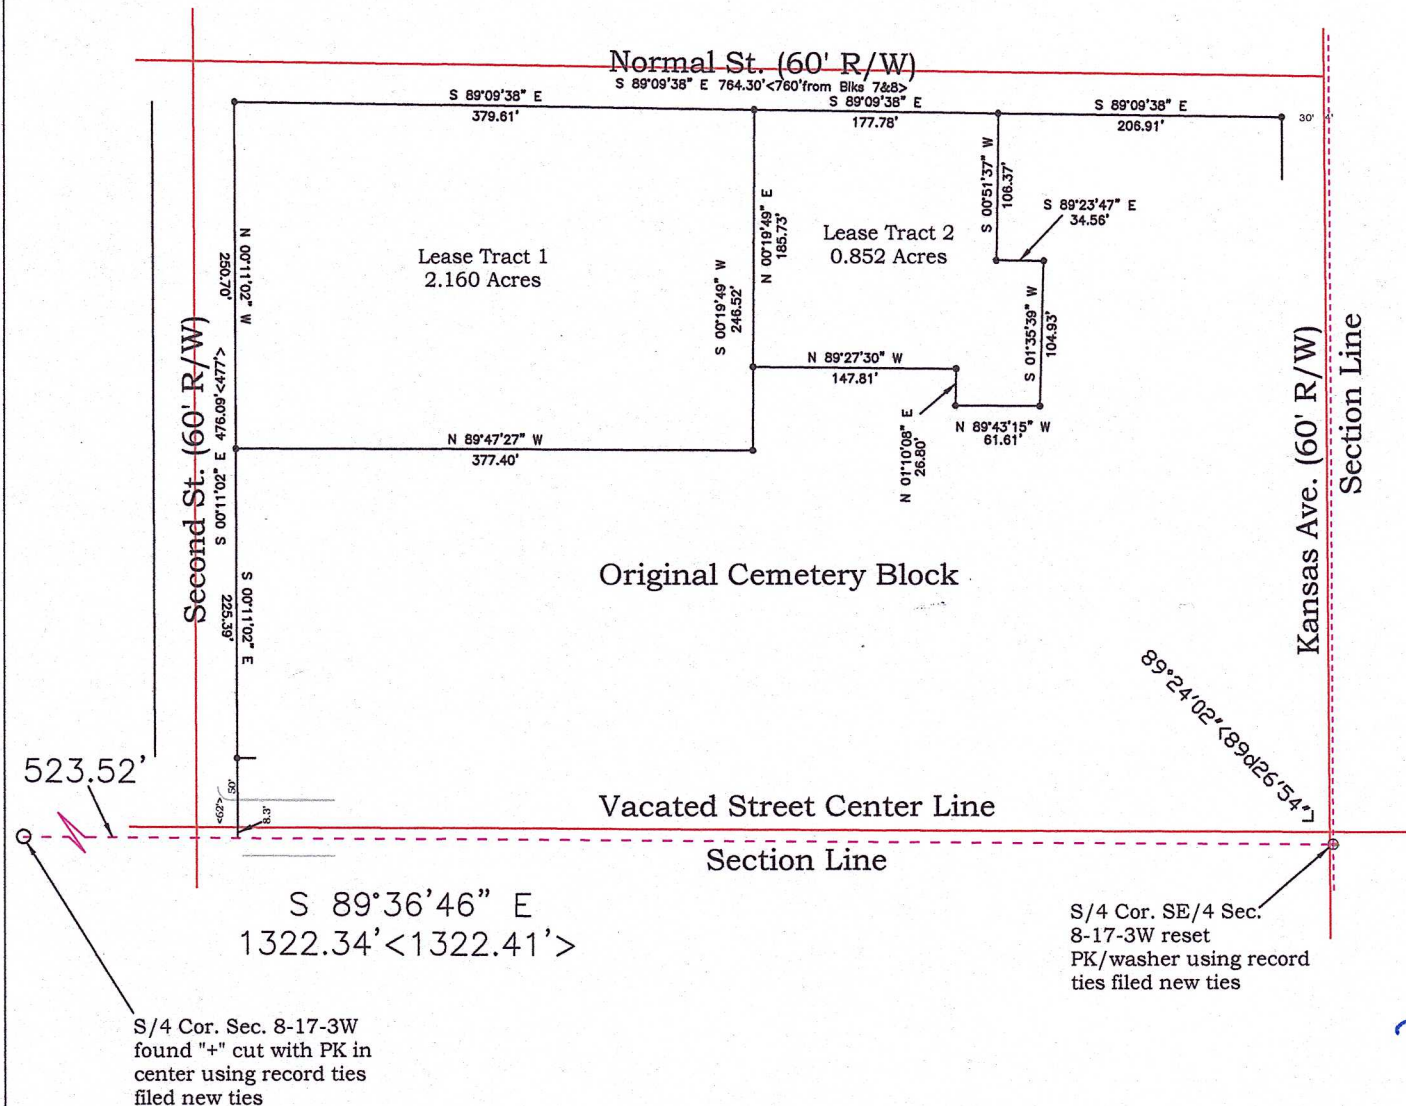 Normal St. (60' R/W)
S 89°09'38" E 764.30'<760'from Blks 7&8>
S 89°09'38" E
379.61'
S 89°09'38" E
177.78'
S 89°09'38" E
206.91'
30'
4'
N 00°11'02" W
250.70'
Lease Tract 1
2.160 Acres
S 00°19'49" W
246.52'
N 00°19'49" E
185.73'
Lease Tract 2
0.852 Acres
S 00°51'37" W
106.37'
S 89°23'47" E
34.56'
S 01°35'39" W
104.93'
N 89°27'30" W
147.81'
N 01°10'08" E
26.80'
N 89°43'15" W
61.61'
N 89°47'27" W
377.40'
Second St. (60' R/W)
S 00°11'02" E 476.09'<477'>
S 00°11'02" E
225.39'
Kansas Ave. (60' R/W)
Section Line
Original Cemetery Block
89°24'02"<89d26'54">
523.52'
<62'>
50'
8.3'
Vacated Street Center Line
Section Line
S 89°36'46" E
1322.34'<1322.41'>
S/4 Cor. SE/4 Sec.
8-17-3W reset
PK/washer using record
ties filed new ties
S/4 Cor. Sec. 8-17-3W
found "+" cut with PK in
center using record ties
filed new ties